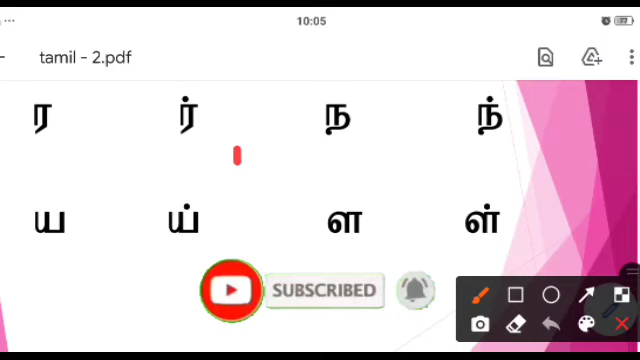 10:05
tamil - 2.pdf
ர ர் ந ந்
ய ய் ள ள்
SUBSCRIBED